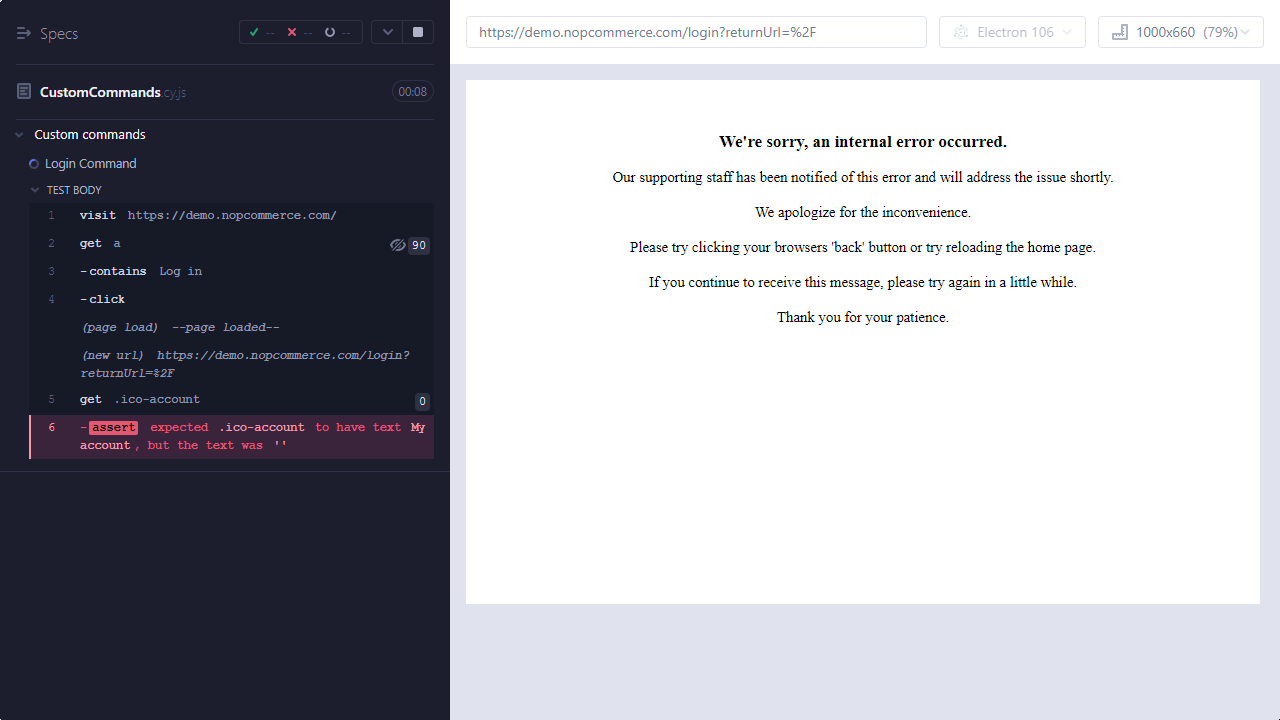 Specs
-- -- --
CustomCommands.cy.js
00:08
Custom commands
Login Command
TEST BODY
1 visit https://demo.nopcommerce.com/
2 get a 90
3 -contains Log in
4 -click
(page load) --page loaded--
(new url) https://demo.nopcommerce.com/login?
returnUrl=%2F
5 get .ico-account 0
6 -assert expected .ico-account to have text My
account, but the text was ''
https://demo.nopcommerce.com/login?returnUrl=%2F
Electron 106
1000x660 (79%)
We're sorry, an internal error occurred.
Our supporting staff has been notified of this error and will address the issue shortly.
We apologize for the inconvenience.
Please try clicking your browsers 'back' button or try reloading the home page.
If you continue to receive this message, please try again in a little while.
Thank you for your patience.